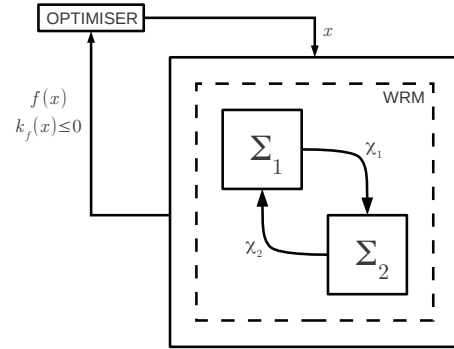 OPTIMISER
x
f(x)
k_f(x)≤0
WRM
Σ₁
χ₁
χ₂
Σ₂